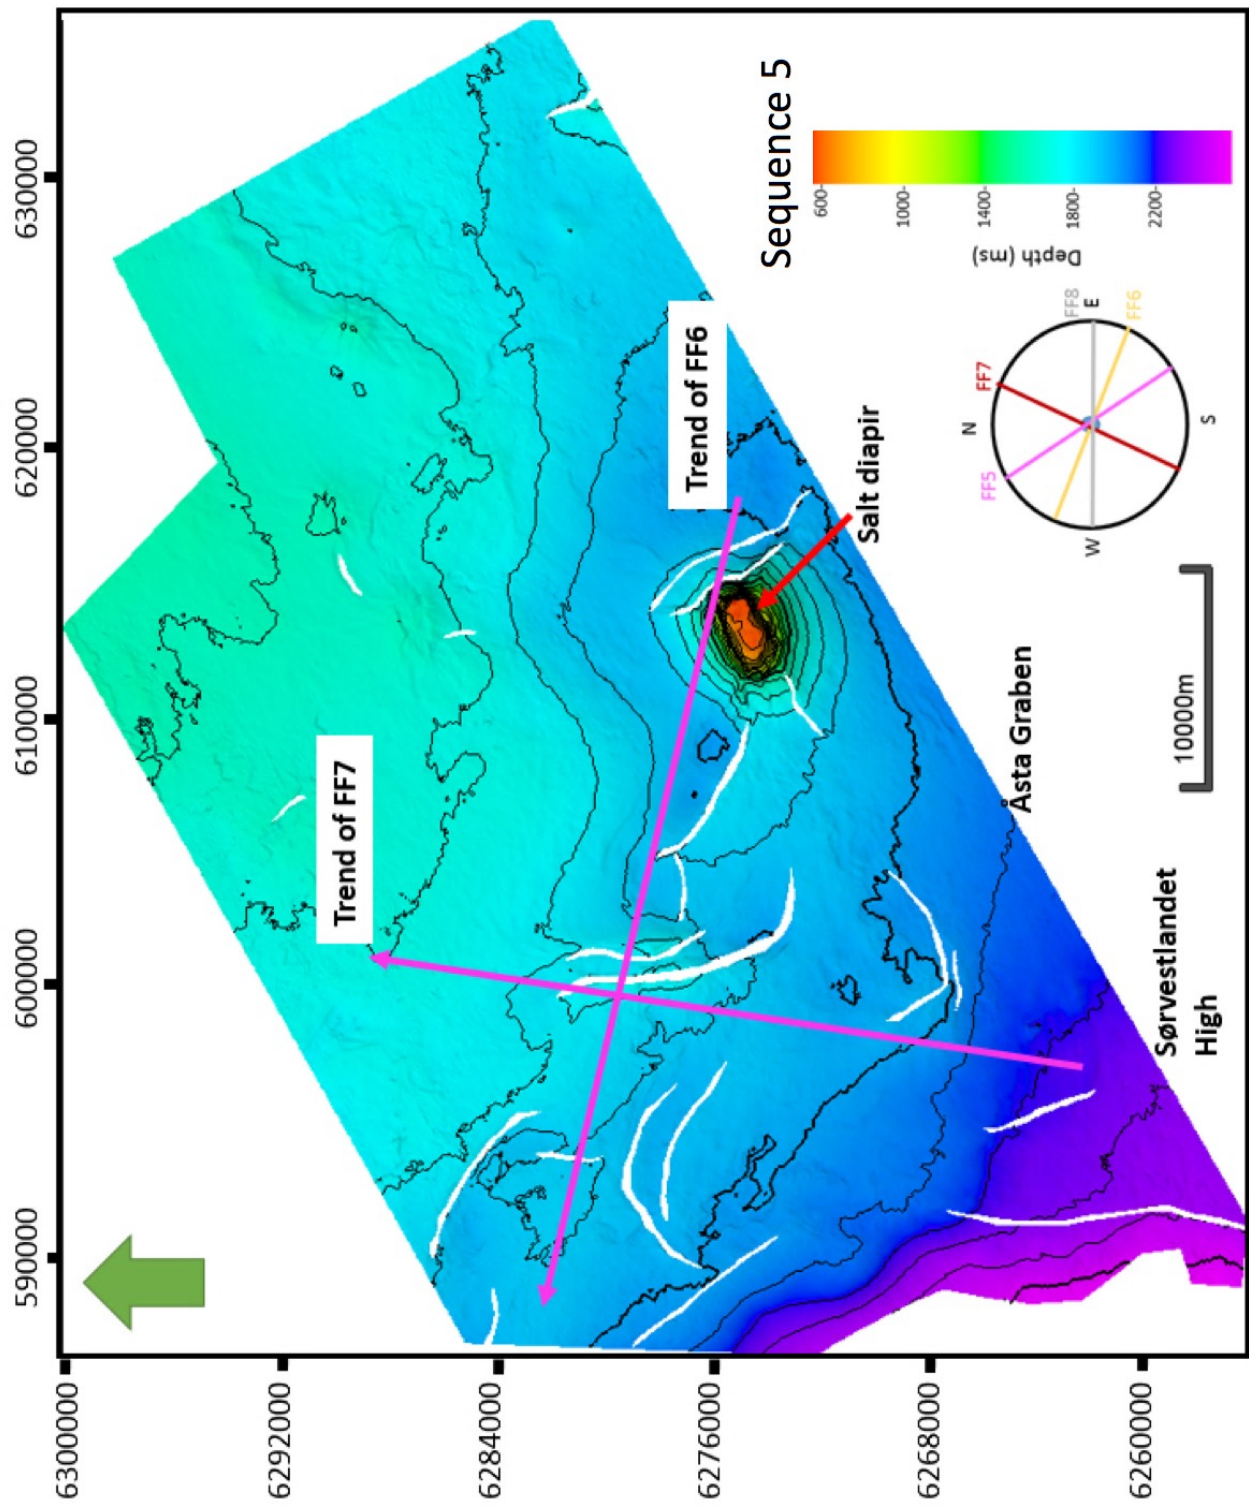 590000
600000
610000
620000
630000
6300000
6292000
6284000
6276000
6268000
6260000
Trend of FF7
Trend of FF6
Sequence 5
600-
1000-
1400-
1800-
2200-
Depth (ms)
Salt diapir
Åsta Graben
Sørvestlandet
High
10000m
N
FF7
FF5
FF8
E
FF6
W
S